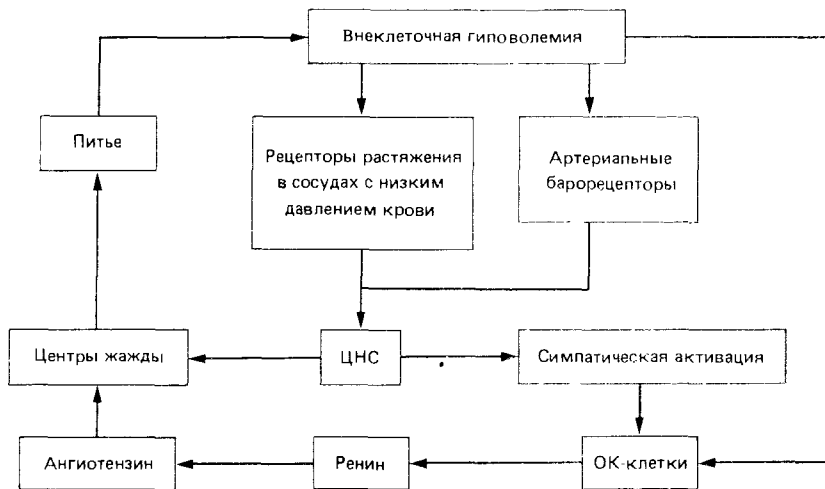 Внеклеточная гиповолемия
Питье
Рецепторы растяжения
в сосудах с низким
давлением крови
Артериальные
барорецепторы
Центры жажды
ЦНС
Симпатическая активация
Ангиотензин
Ренин
ОК-клетки